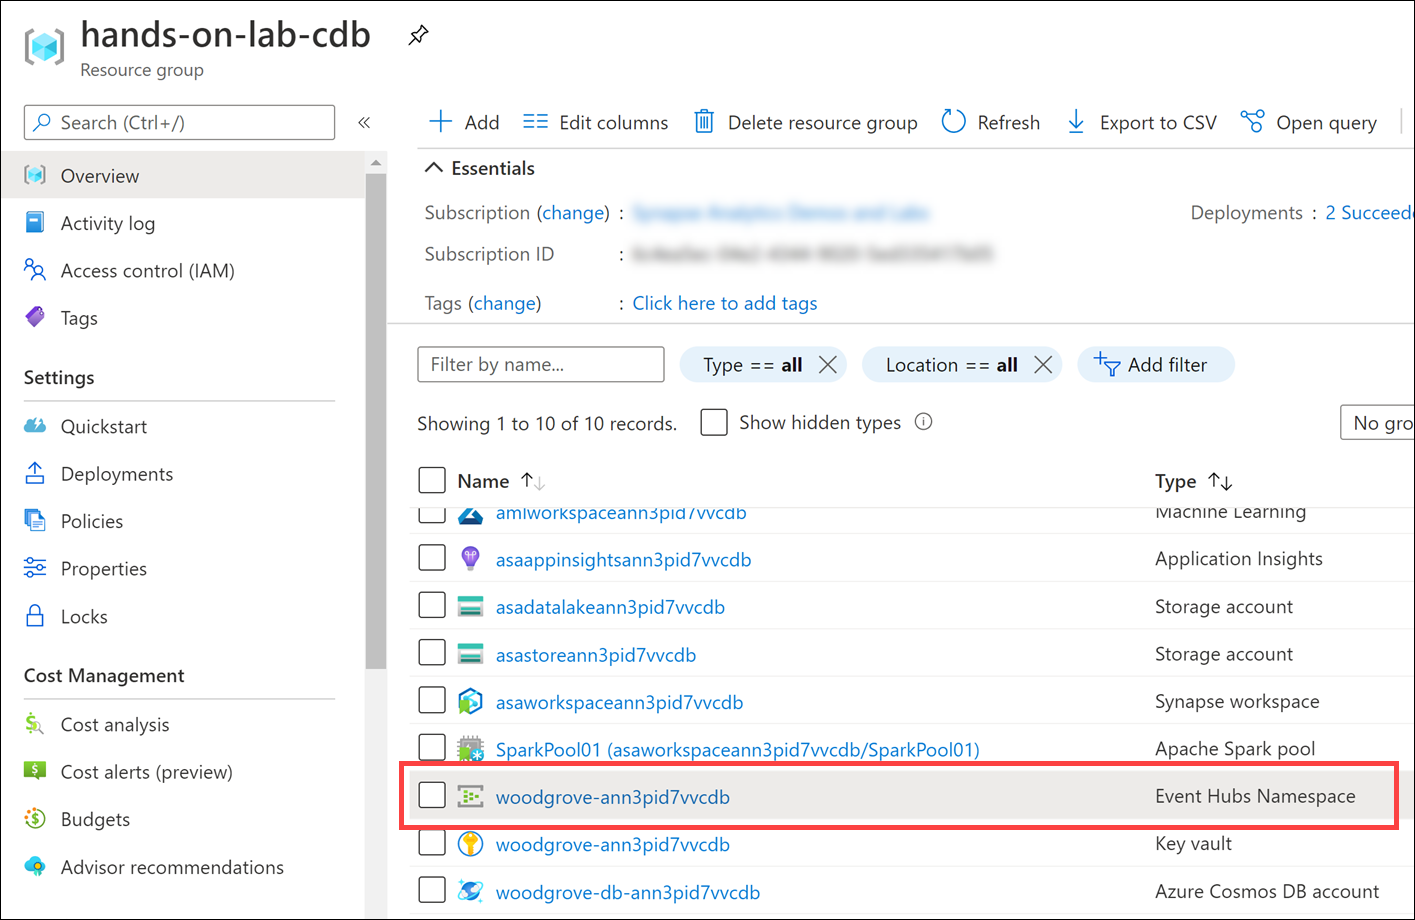 hands-on-lab-cdb
Resource group
Search (Ctrl+/)
«
Overview
Activity log
Access control (IAM)
Tags
Settings
Quickstart
Deployments
Policies
Properties
Locks
Cost Management
Cost analysis
Cost alerts (preview)
Budgets
Advisor recommendations
Add Edit columns Delete resource group Refresh Export to CSV Open query
Essentials
Subscription (change) : Synapse Analytics Demos and Labs Deployments : 2 Succeede
Subscription ID :
Tags (change) : Click here to add tags
Filter by name... Type == all Location == all Add filter
Showing 1 to 10 of 10 records. Show hidden types No gro
Name Type
amlworkspaceann3pid7vvcdb Machine Learning
asaappinsightsann3pid7vvcdb Application Insights
asadatalakeann3pid7vvcdb Storage account
asastoreann3pid7vvcdb Storage account
asaworkspaceann3pid7vvcdb Synapse workspace
SparkPool01 (asaworkspaceann3pid7vvcdb/SparkPool01) Apache Spark pool
woodgrove-ann3pid7vvcdb Event Hubs Namespace
woodgrove-ann3pid7vvcdb Key vault
woodgrove-db-ann3pid7vvcdb Azure Cosmos DB account